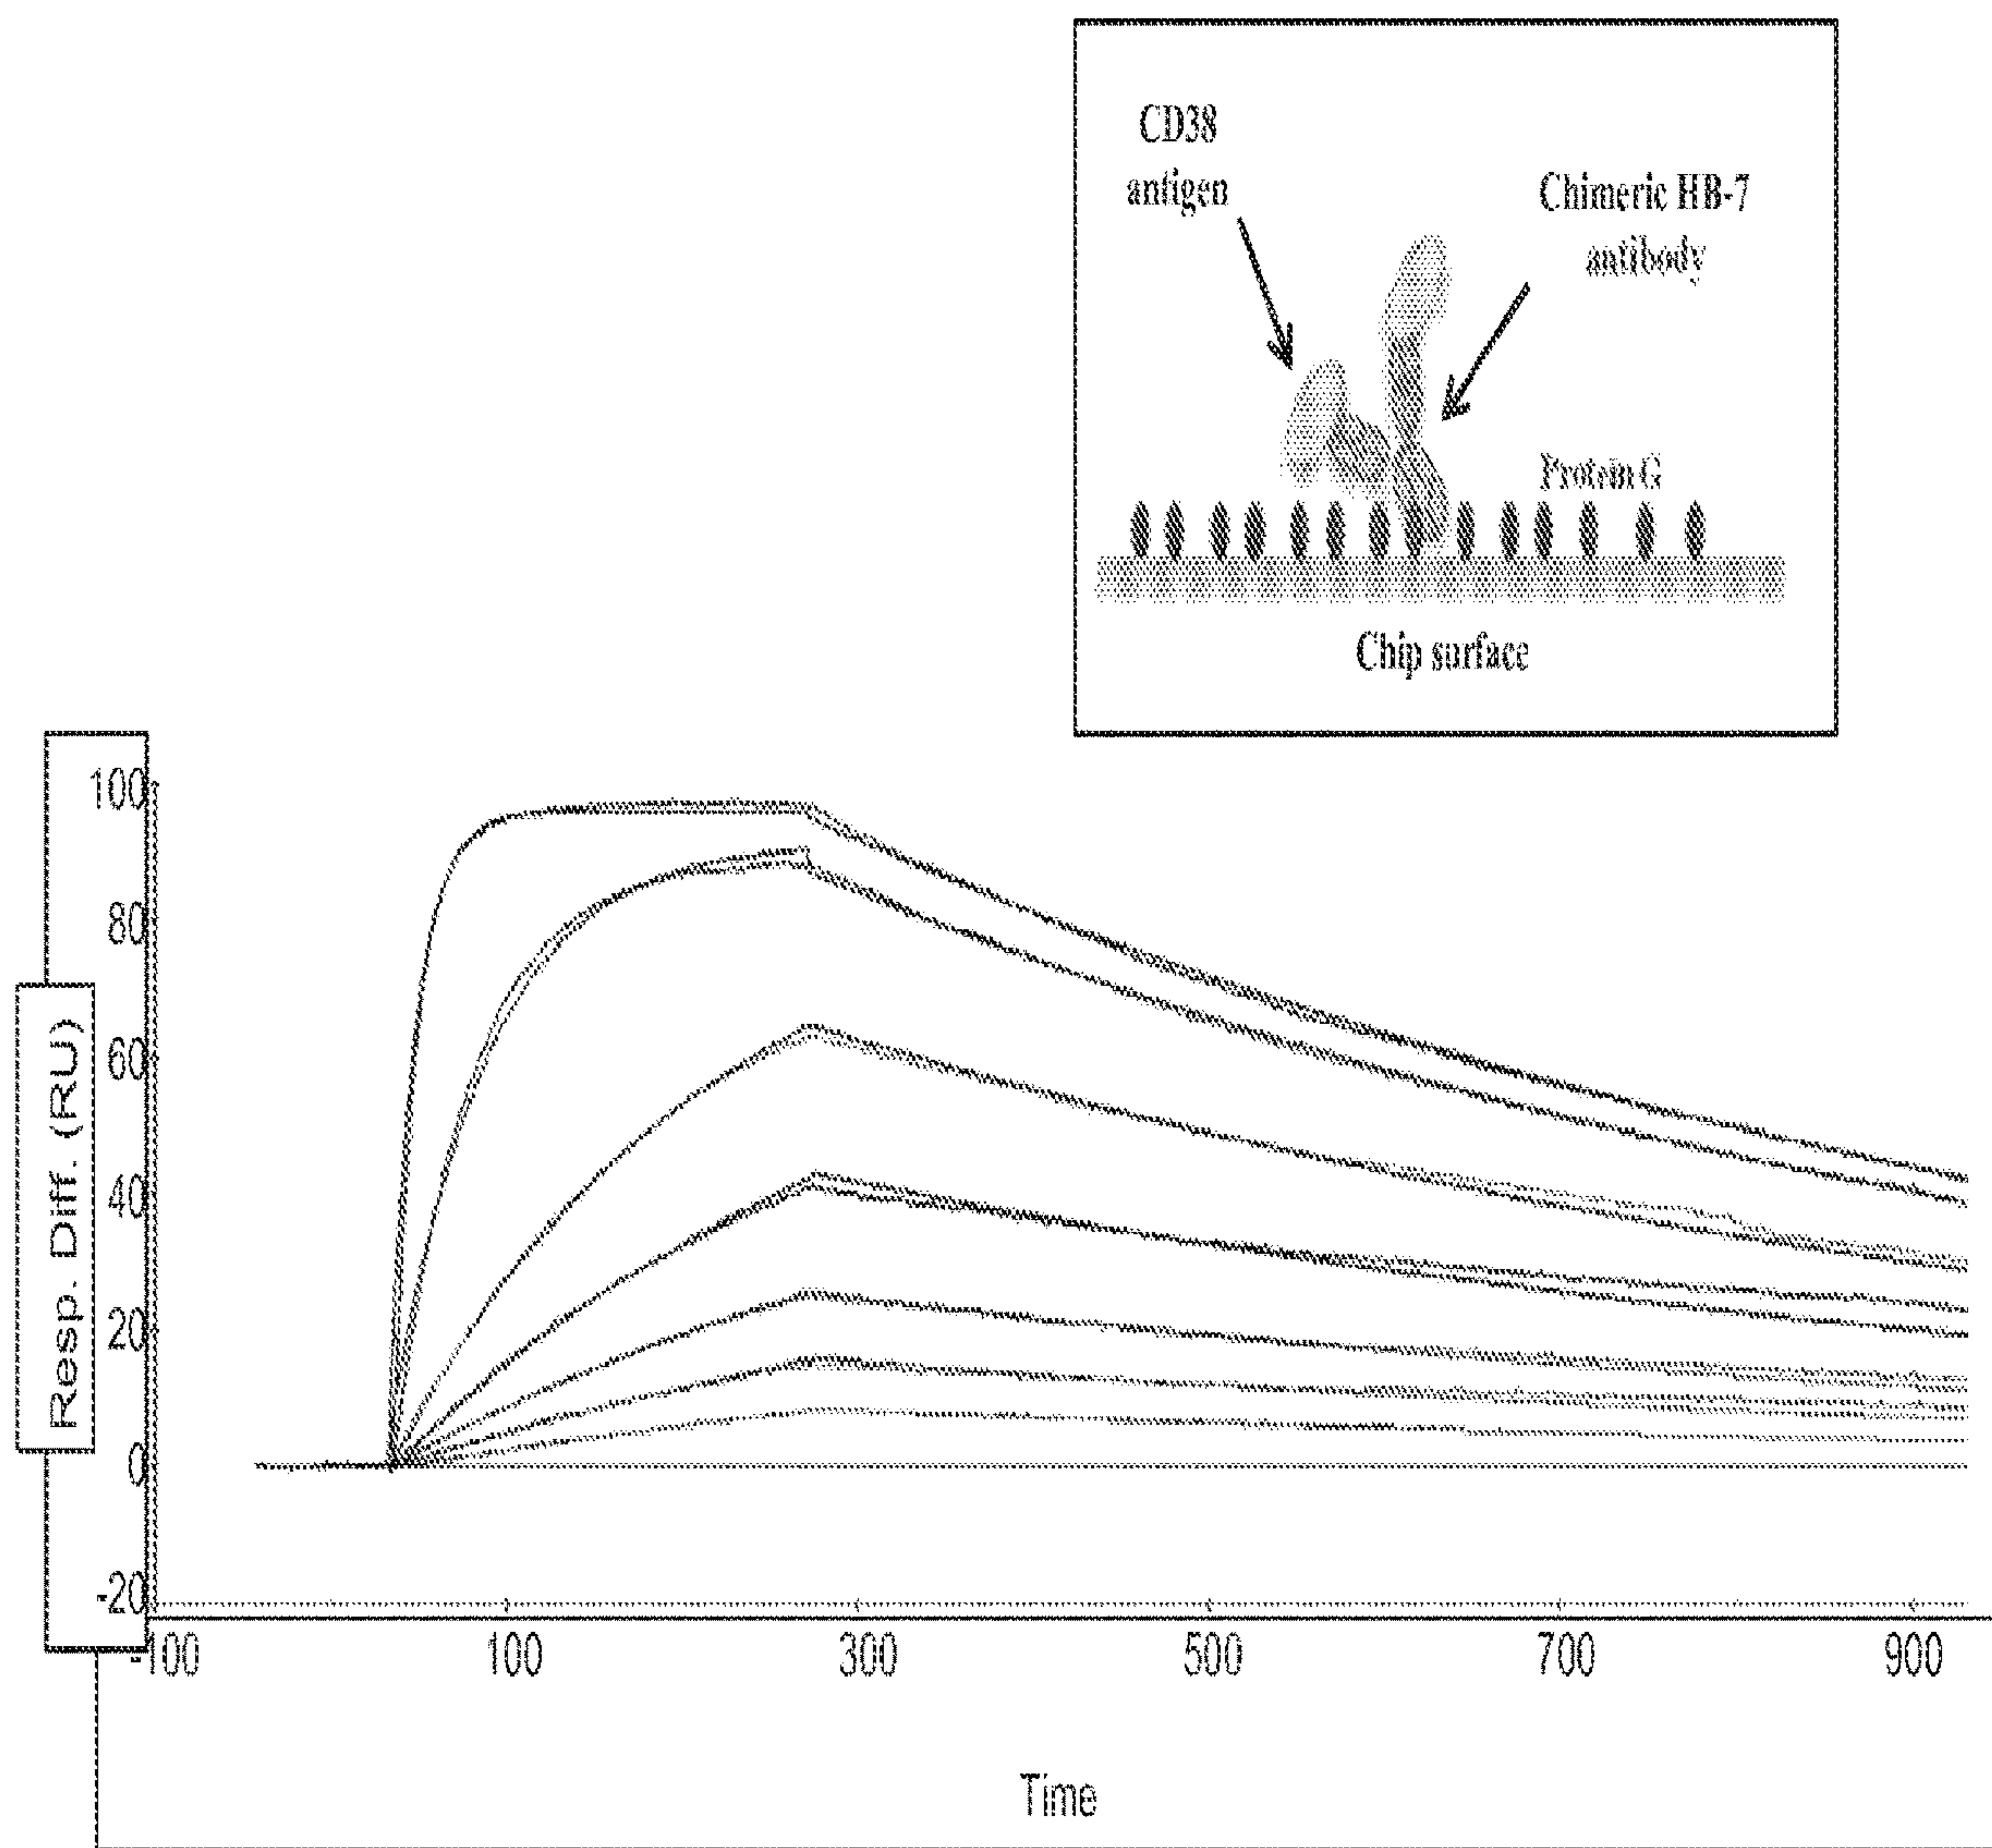 CD38
antigen
Chimeric HB-7
antibody
Protein G
Chip surface
100
80
60
40
20
0
-20
Resp. Diff. (RU)
-100
100
300
500
700
900
Time